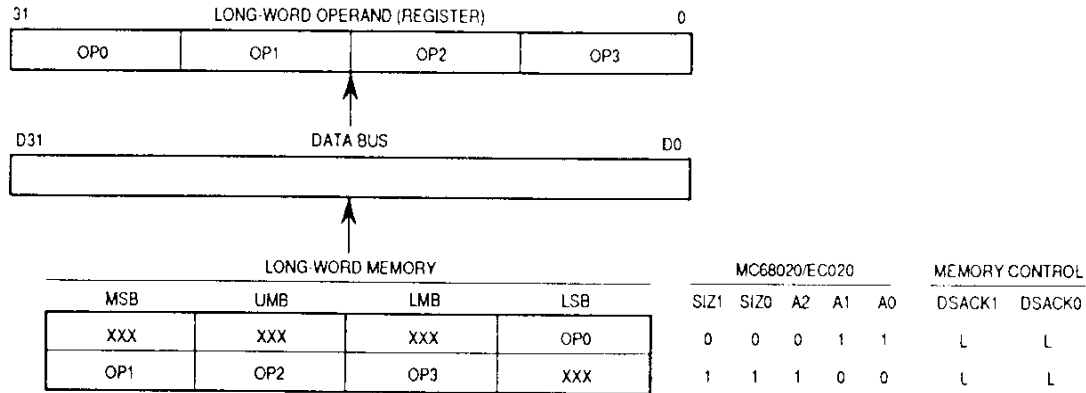 31 LONG-WORD OPERAND (REGISTER) 0
OP0 OP1 OP2 OP3
D31 DATA BUS D0
LONG-WORD MEMORY MC68020/EC020 MEMORY CONTROL
MSB UMB LMB LSB SIZ1 SIZ0 A2 A1 A0 DSACK1 DSACK0
XXX XXX XXX OP0 0 0 0 1 1 L L
OP1 OP2 OP3 XXX 1 1 1 0 0 L L